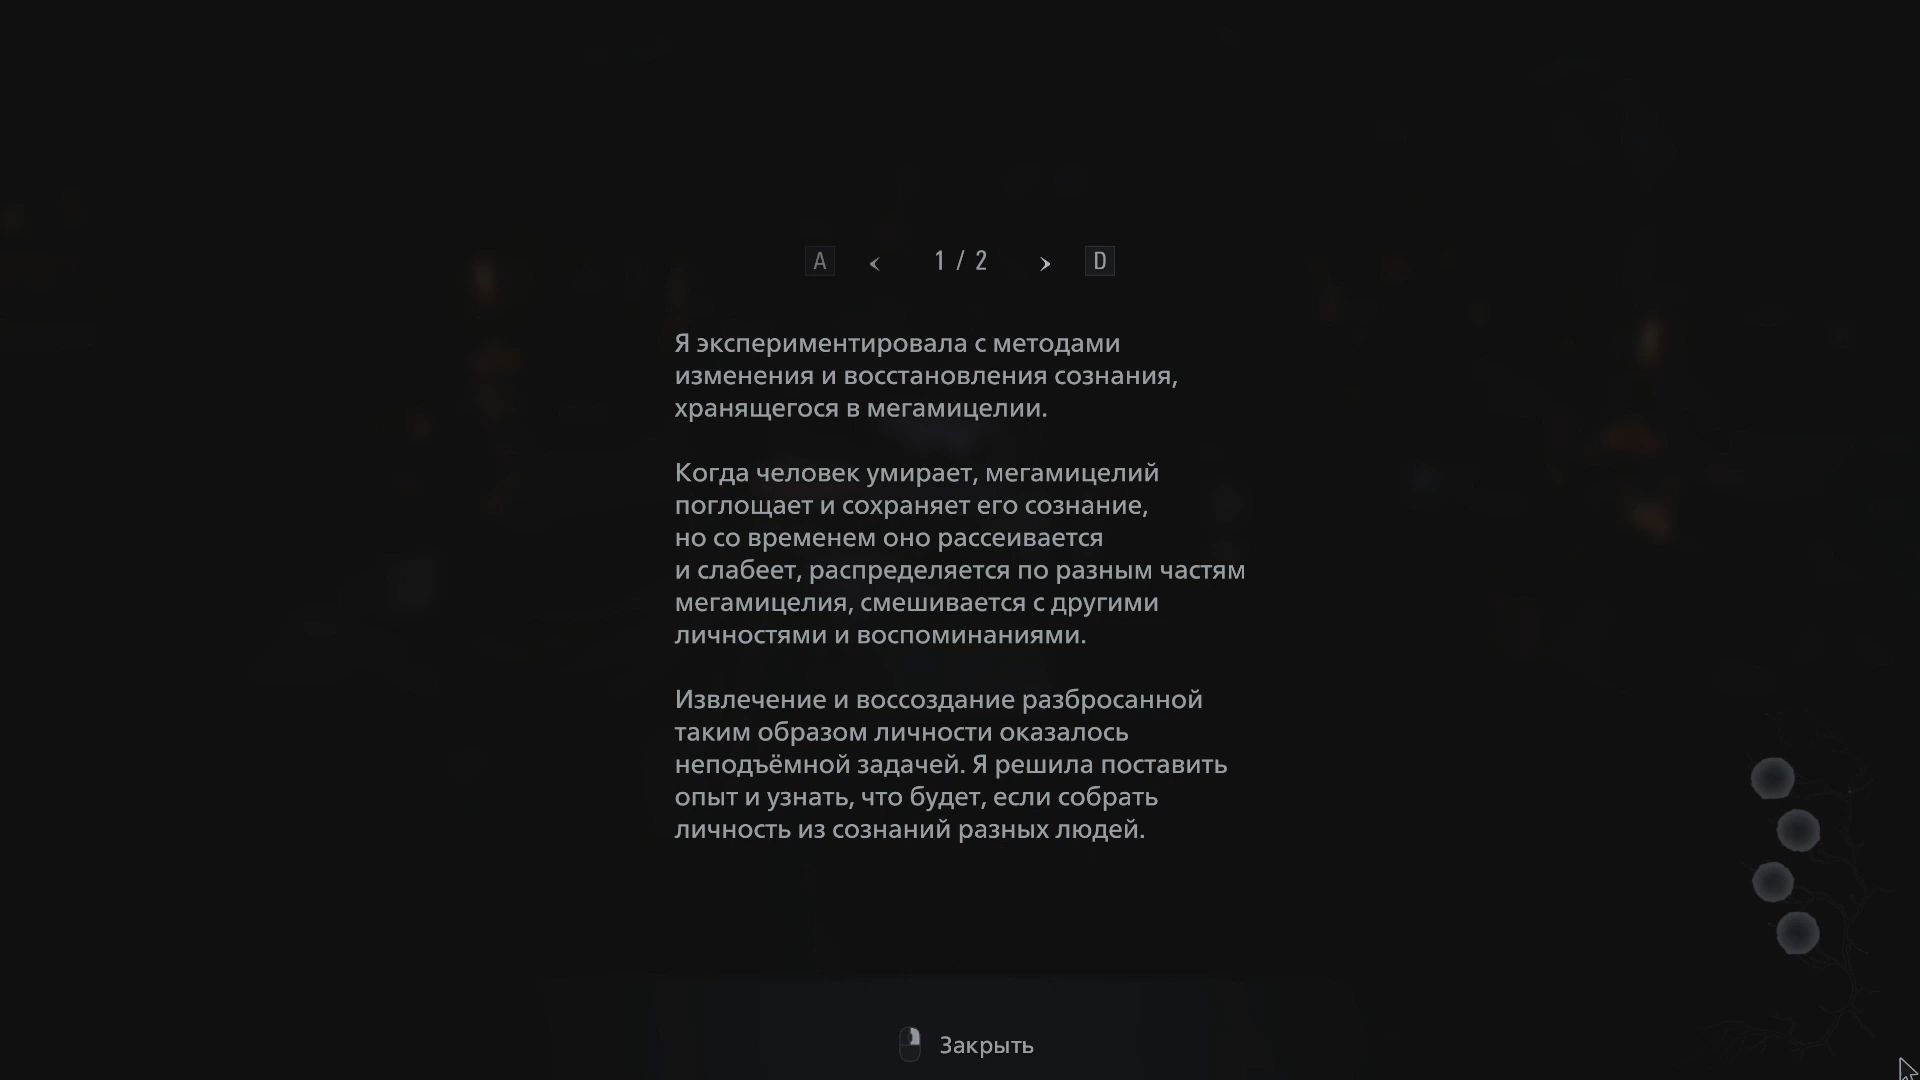 A < 1 / 2 > D
Я экспериментировала с методами
изменения и восстановления сознания,
хранящегося в мегамицелии.
Когда человек умирает, мегамицелий
поглощает и сохраняет его сознание,
но со временем оно рассеивается
и слабеет, распределяется по разным частям
мегамицелия, смешивается с другими
личностями и воспоминаниями.
Извлечение и воссоздание разбросанной
таким образом личности оказалось
неподъёмной задачей. Я решила поставить
опыт и узнать, что будет, если собрать
личность из сознаний разных людей.
Закрыть